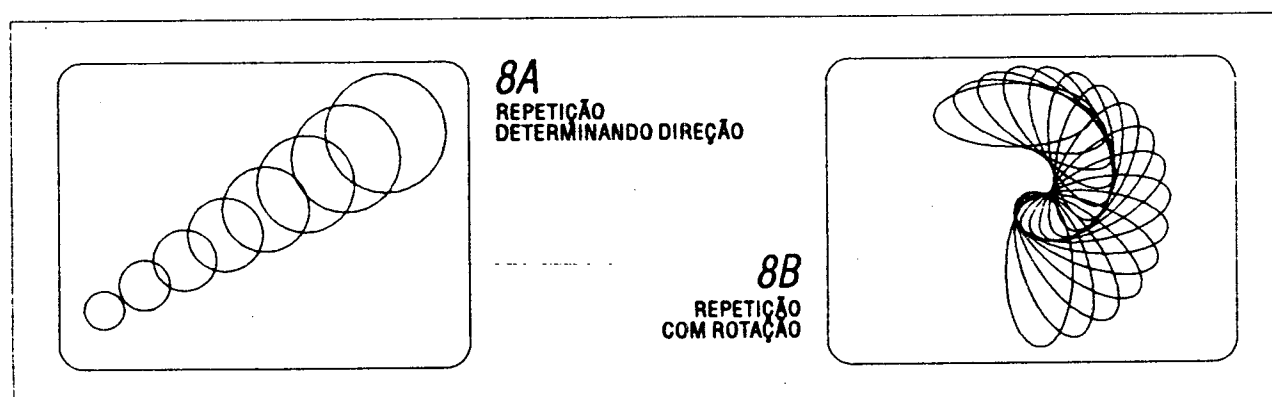 8A
REPETIÇÃO
DETERMINANDO DIREÇÃO
8B
REPETIÇÃO
COM ROTAÇÃO